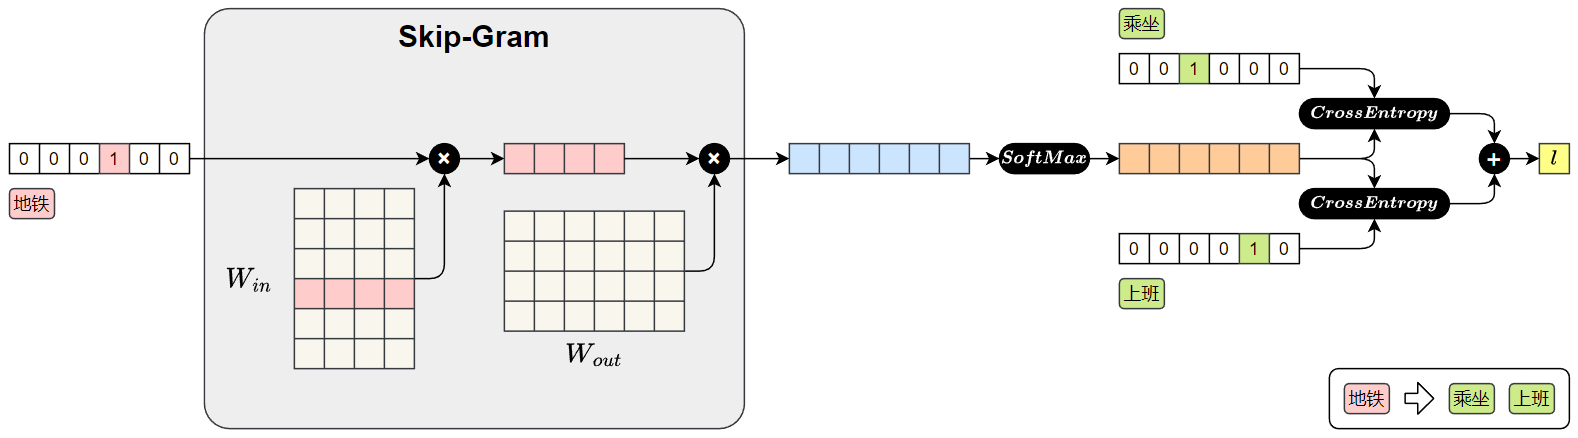 Skip-Gram
乘坐
0 0 1 0 0 0
CrossEntropy
0 0 0 1 0 0
地铁
×
×
SoftMax
+
l
CrossEntropy
0 0 0 0 1 0
上班
W_in
W_out
地铁 乘坐 上班